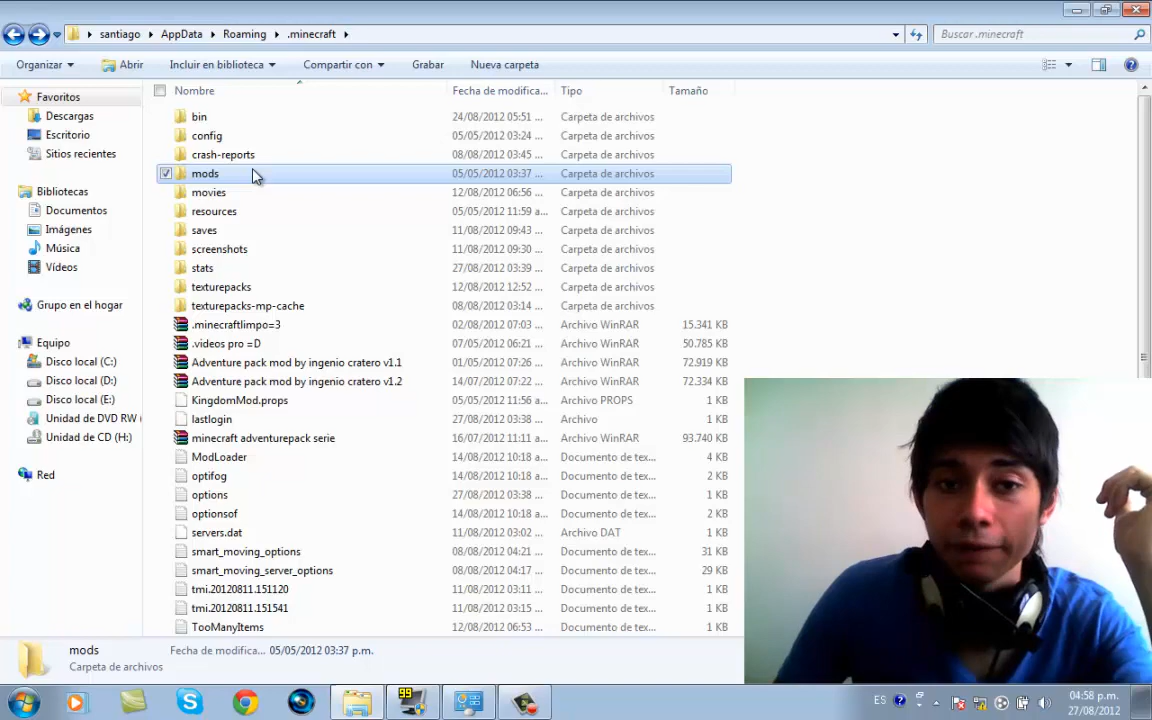 santiago AppData Roaming .minecraft
Buscar .minecraft
Organizar Abrir Incluir en biblioteca Compartir con Grabar Nueva carpeta
Favoritos
Descargas
Escritorio
Sitios recientes
Bibliotecas
Documentos
Imágenes
Música
Vídeos
Grupo en el hogar
Equipo
Disco local (C:)
Disco local (D:)
Disco local (E:)
Unidad de DVD RW (
Unidad de CD (H:)
Red
Nombre Fecha de modifica... Tipo Tamaño
bin 24/08/2012 05:51 ... Carpeta de archivos
config 05/05/2012 03:24 ... Carpeta de archivos
crash-reports 08/08/2012 03:45 ... Carpeta de archivos
mods 05/05/2012 03:37 ... Carpeta de archivos
movies 12/08/2012 06:56 ... Carpeta de archivos
resources 05/05/2012 11:59 a... Carpeta de archivos
saves 11/08/2012 09:43 ... Carpeta de archivos
screenshots 11/08/2012 09:30 ... Carpeta de archivos
stats 27/08/2012 03:39 ... Carpeta de archivos
texturepacks 12/08/2012 12:52 ... Carpeta de archivos
texturepacks-mp-cache 08/08/2012 03:14 ... Carpeta de archivos
.minecraftlimpo=3 02/08/2012 07:03 ... Archivo WinRAR 15.341 KB
.videos pro =D 07/05/2012 06:21 ... Archivo WinRAR 50.785 KB
Adventure pack mod by ingenio cratero v1.1 01/05/2012 07:26 ... Archivo WinRAR 72.919 KB
Adventure pack mod by ingenio cratero v1.2 14/07/2012 07:22 ... Archivo WinRAR 72.334 KB
KingdomMod.props 05/05/2012 11:56 a... Archivo PROPS 1 KB
lastlogin 27/08/2012 03:38 ... Archivo 1 KB
minecraft adventurepack serie 16/07/2012 11:11 a... Archivo WinRAR 93.740 KB
ModLoader 14/08/2012 10:18 a... Documento de tex... 4 KB
optifog 14/08/2012 10:18 a... Documento de tex... 2 KB
options 27/08/2012 03:38 ... Documento de tex... 1 KB
optionsof 14/08/2012 10:18 a... Documento de tex... 2 KB
servers.dat 11/08/2012 03:02 ... Archivo DAT 1 KB
smart_moving_options 08/08/2012 04:21 ... Documento de tex... 31 KB
smart_moving_server_options 08/08/2012 04:17 ... Documento de tex... 29 KB
tmi.20120811.151120 11/08/2012 03:11 ... Documento de tex... 1 KB
tmi.20120811.151541 11/08/2012 03:15 ... Documento de tex... 1 KB
TooManyItems 12/08/2012 06:53 ... Documento de tex... 1 KB
mods Fecha de modifica... 05/05/2012 03:37 p.m.
Carpeta de archivos
99
ES
04:58 p.m.
27/08/2012